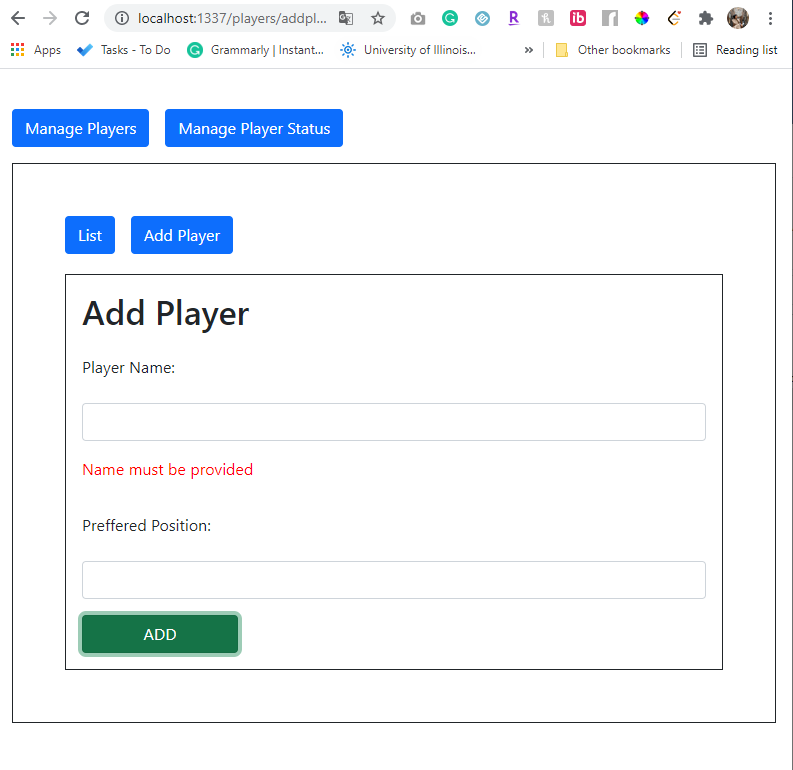 localhost:1337/players/addpl...
Apps Tasks - To Do Grammarly | Instant... University of Illinois... » Other bookmarks Reading list
Manage Players Manage Player Status
List Add Player
Add Player
Player Name:
Name must be provided
Preffered Position:
ADD